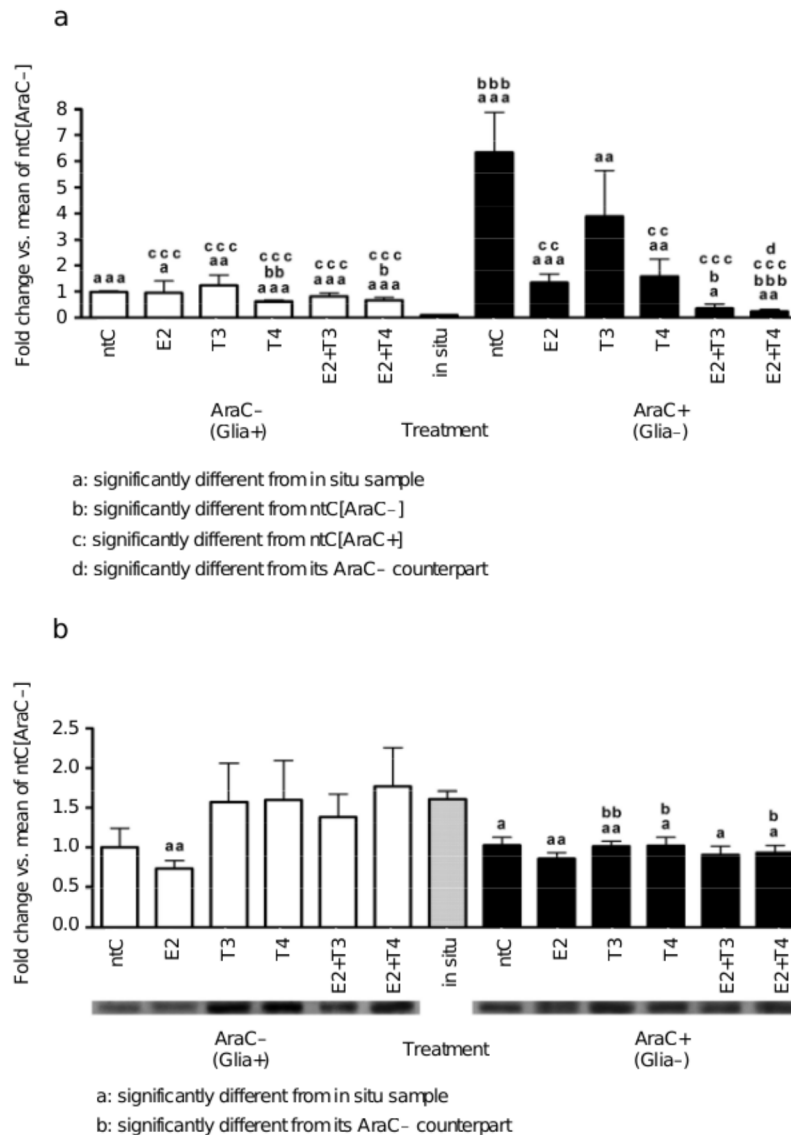 a
Fold change vs. mean of ntC[AraC–]
8
7
6
5
4
3
2
1
0
aaa
ccc
a
ccc
aa
ccc
bb
aaa
ccc
aaa
ccc
b
aaa
bbb
aaa
cc
aaa
aa
cc
aa
ccc
b
a
d
ccc
bbb
aa
ntC
E2
T3
T4
E2+T3
E2+T4
in situ
ntC
E2
T3
T4
E2+T3
E2+T4
AraC–
(Glia+)
Treatment
AraC+
(Glia–)
a: significantly different from in situ sample
b: significantly different from ntC[AraC–]
c: significantly different from ntC[AraC+]
d: significantly different from its AraC– counterpart
b
Fold change vs. mean of ntC[AraC–]
2.5
2.0
1.5
1.0
0.5
0.0
aa
a
aa
bb
aa
b
a
a
b
a
ntC
E2
T3
T4
E2+T3
E2+T4
in situ
ntC
E2
T3
T4
E2+T3
E2+T4
AraC–
(Glia+)
Treatment
AraC+
(Glia–)
a: significantly different from in situ sample
b: significantly different from its AraC– counterpart